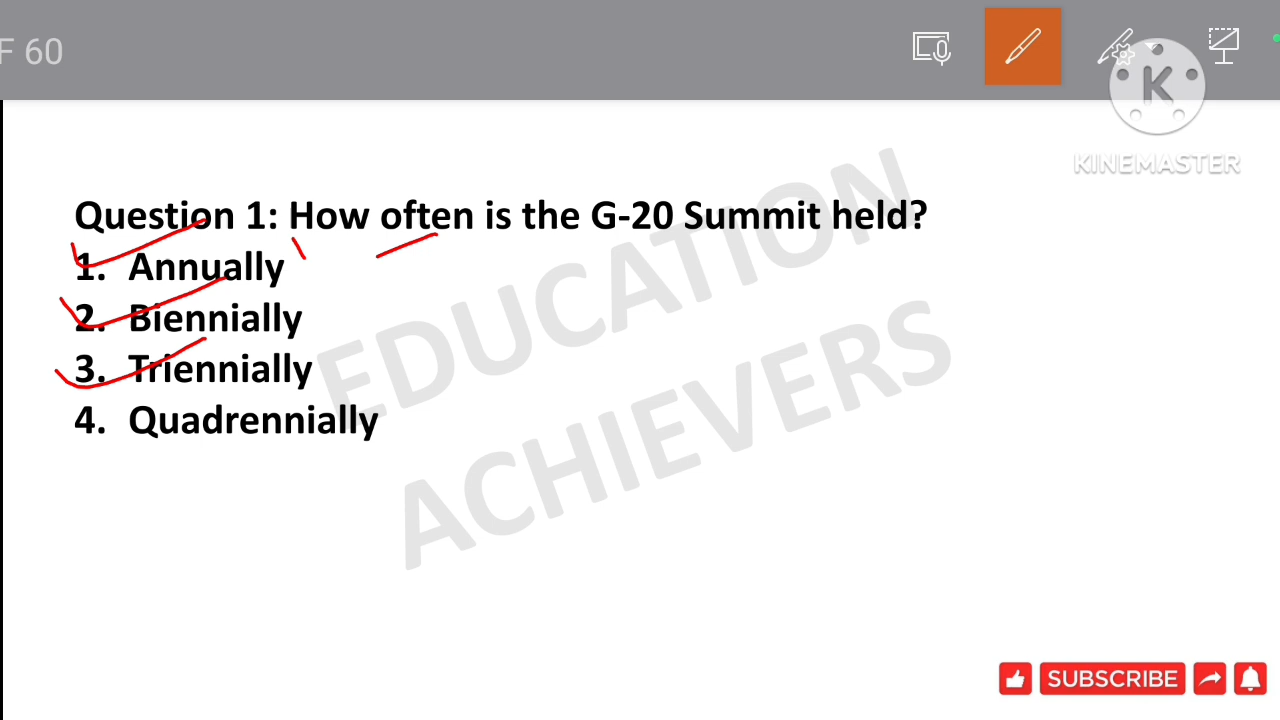 F 60
K
KINEMASTER
Question 1: How often is the G-20 Summit held?
1. Annually
2. Biennially
3. Triennially
4. Quadrennially
EDUCATION
ACHIEVERS
SUBSCRIBE